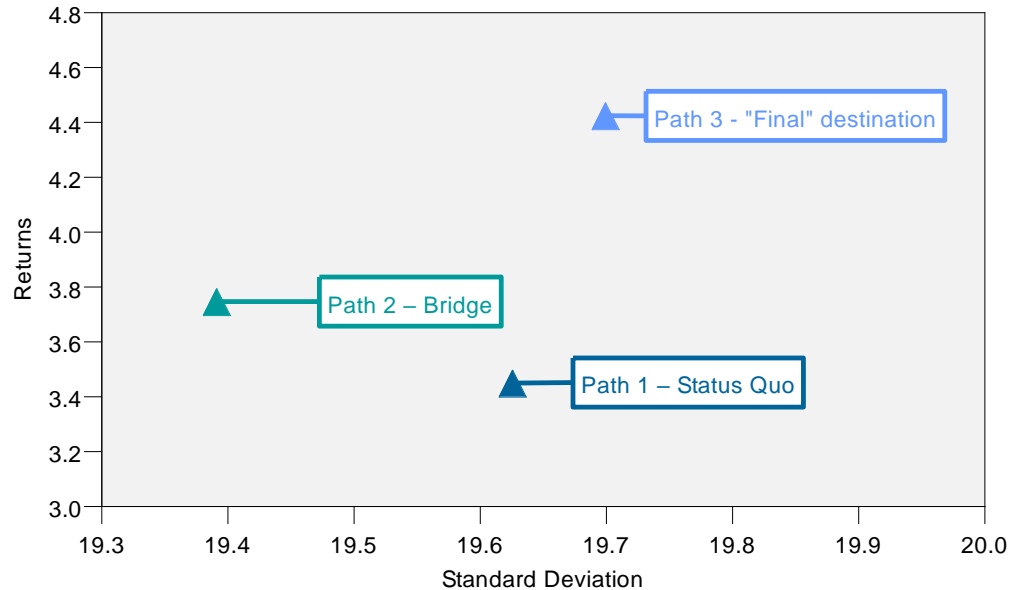 4.8
4.6
Path 3 - "Final" destination
4.4
4.2
Returns
4.0
3.8
Path 2 – Bridge
3.6
Path 1 – Status Quo
3.4
3.2
3.0
19.3 19.4 19.5 19.6 19.7 19.8 19.9 20.0
Standard Deviation